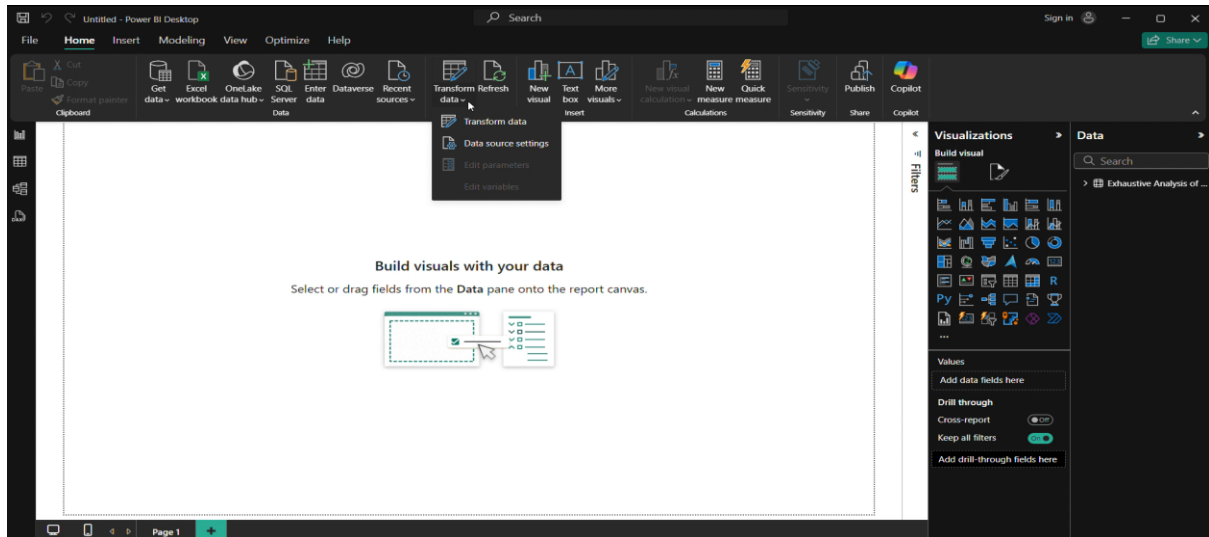 Untitled - Power BI Desktop
Search
Sign in
File Home Insert Modeling View Optimize Help
Share
Paste
Cut
Copy
Format painter
Clipboard
Get data
Excel workbook
OneLake data hub
SQL Server
Enter data
Dataverse
Recent sources
Data
Transform data
Refresh
New visual
Text box
More visuals
Insert
New visual calculation
New measure
Quick measure
Calculations
Sensitivity
Sensitivity
Publish
Share
Copilot
Copilot
Transform data
Data source settings
Edit parameters
Edit variables
Build visuals with your data
Select or drag fields from the Data pane onto the report canvas.
Filters
Visualizations
Build visual
R
Py
123
...
Values
Add data fields here
Drill through
Cross-report
Off
Keep all filters
On
Add drill-through fields here
Data
Search
Exhaustive Analysis of ...
Page 1